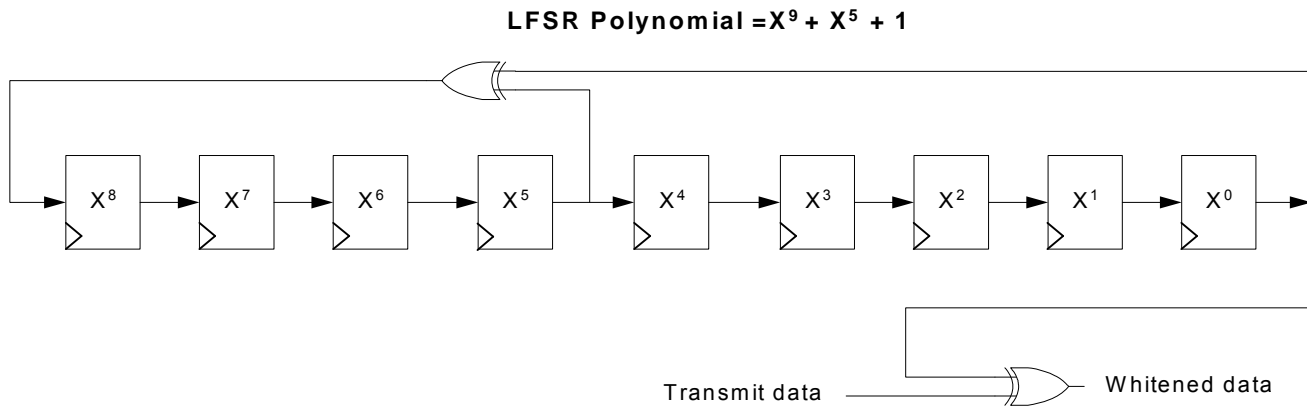 LFSR Polynomial =X⁹ + X⁵ + 1
X⁸ X⁷ X⁶ X⁵ X⁴ X³ X² X¹ X⁰
Transmit data
Whitened data